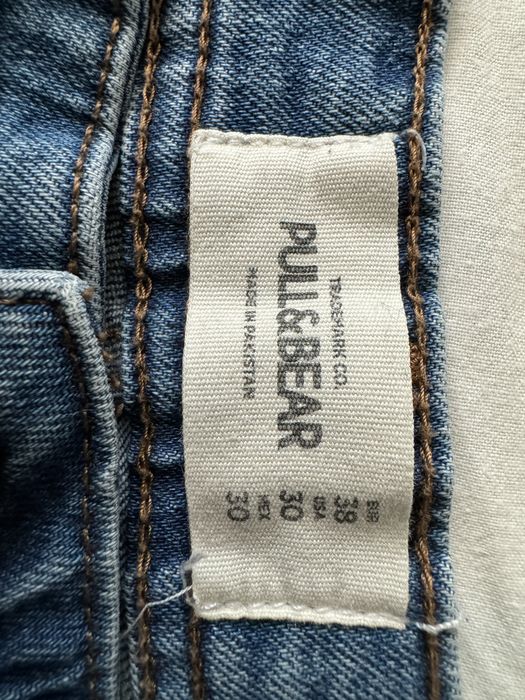 TRADEMARK CO.
PULL&BEAR
MADE IN PAKISTAN
EUR
38
USA
30
MEX
30